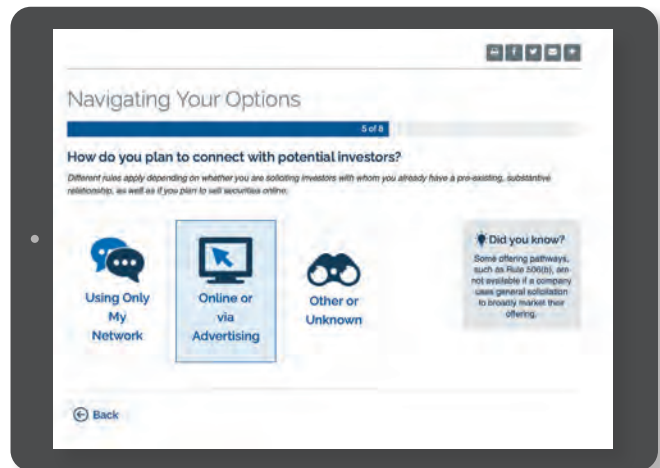 Navigating Your Options
5 of 8
How do you plan to connect with potential investors?
Different rules apply depending on whether you are soliciting investors with whom you already have a pre-existing, substantive
relationship, as well as if you plan to sell securities online.
Using Only
My
Network
Online or
via
Advertising
Other or
Unknown
Did you know?
Some offering pathways,
such as Rule 506(b), are
not available if a company
uses general solicitation
to broadly market their
offering.
Back